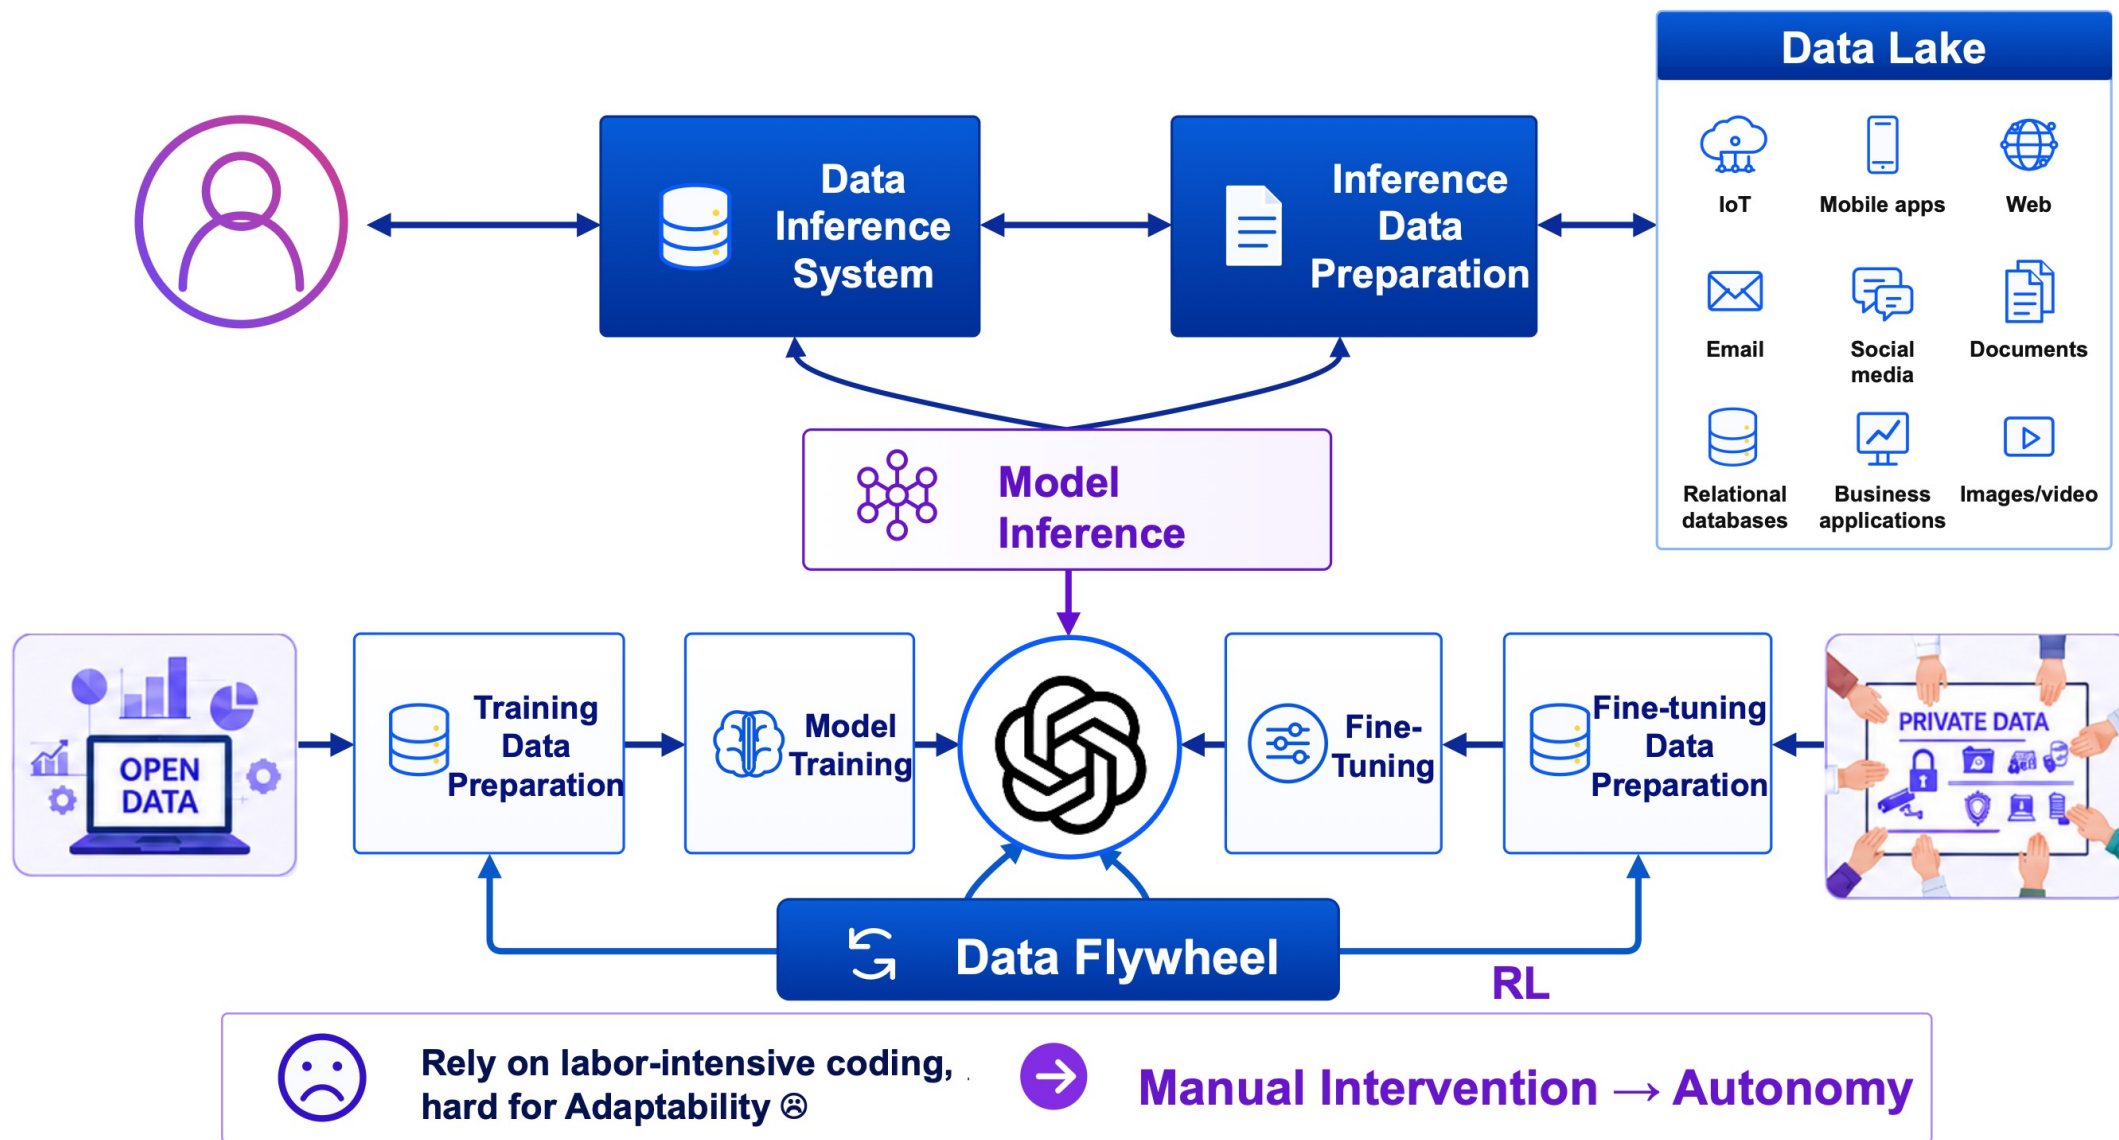 Data Lake
Data
Inference
System
Inference
Data
Preparation
IoT
Mobile apps
Web
Email
Social
media
Documents
Relational
databases
Business
applications
Images/video
Model
Inference
OPEN
DATA
Training
Data
Preparation
Model
Training
Fine-
Tuning
Fine-tuning
Data
Preparation
PRIVATE DATA
Data Flywheel
RL
Rely on labor-intensive coding,
hard for Adaptability ☹
Manual Intervention → Autonomy